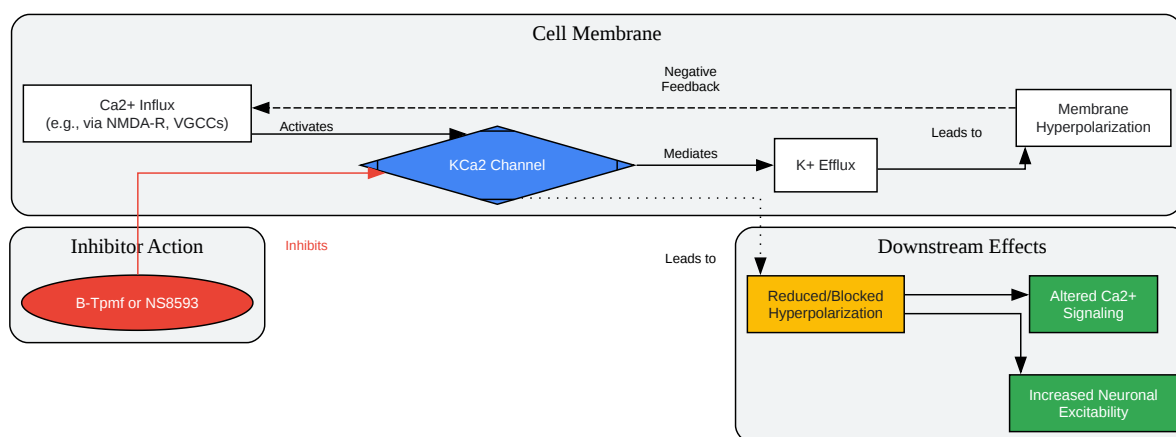 Cell Membrane
Negative
Feedback
Ca2+ Influx
(e.g., via NMDA-R, VGCCs)
Activates
KCa2 Channel
Mediates
K+ Efflux
Leads to
Membrane
Hyperpolarization
Inhibitor Action
Inhibits
B-Tpmf or NS8593
Downstream Effects
Leads to
Reduced/Blocked
Hyperpolarization
Altered Ca2+
Signaling
Increased Neuronal
Excitability